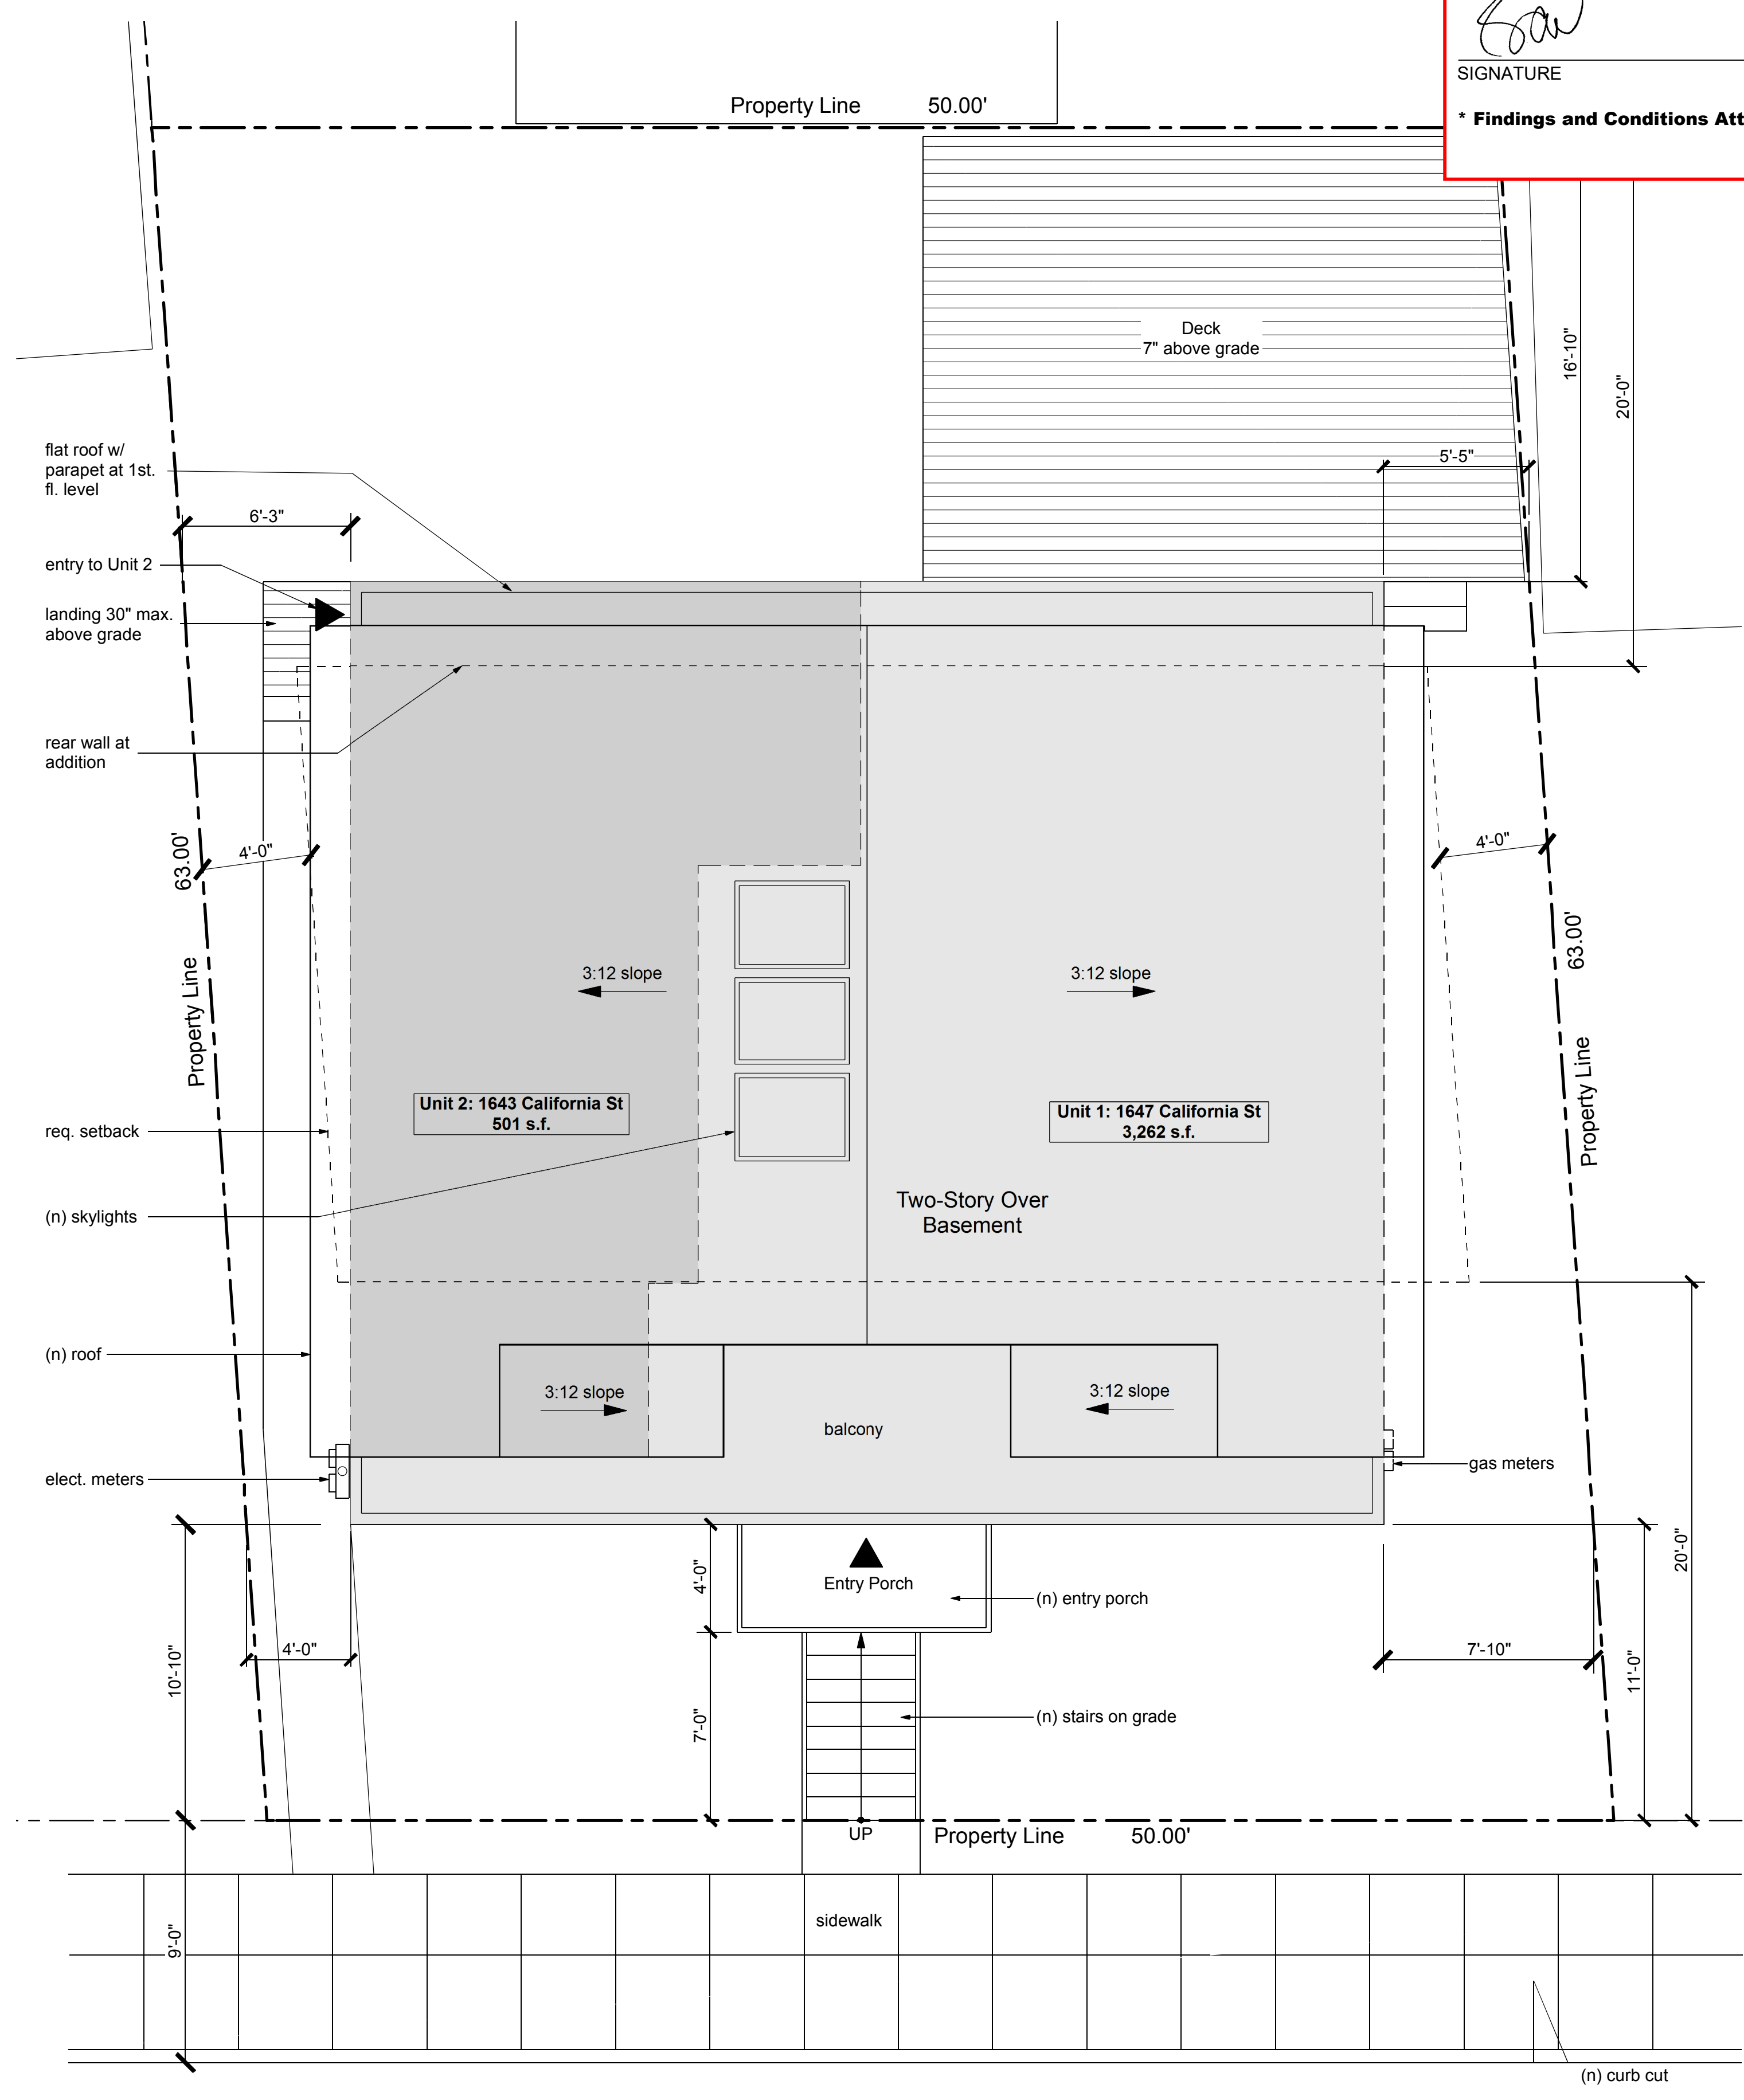 SIGNATURE
* Findings and Conditions Att
Property Line 50.00'
Deck
7" above grade
16'-10"
20'-0"
5'-5"
flat roof w/
parapet at 1st.
fl. level
6'-3"
entry to Unit 2
landing 30" max.
above grade
rear wall at
addition
63.00'
4'-0"
4'-0"
63.00'
Property Line
3:12 slope
3:12 slope
Property Line
Unit 2: 1643 California St
501 s.f.
Unit 1: 1647 California St
3,262 s.f.
req. setback
(n) skylights
Two-Story Over
Basement
(n) roof
3:12 slope
3:12 slope
balcony
elect. meters
gas meters
4'-0"
Entry Porch
(n) entry porch
20'-0"
10'-10"
4'-0"
7'-10"
11'-0"
7'-0"
(n) stairs on grade
UP
Property Line 50.00'
sidewalk
9'-0"
(n) curb cut